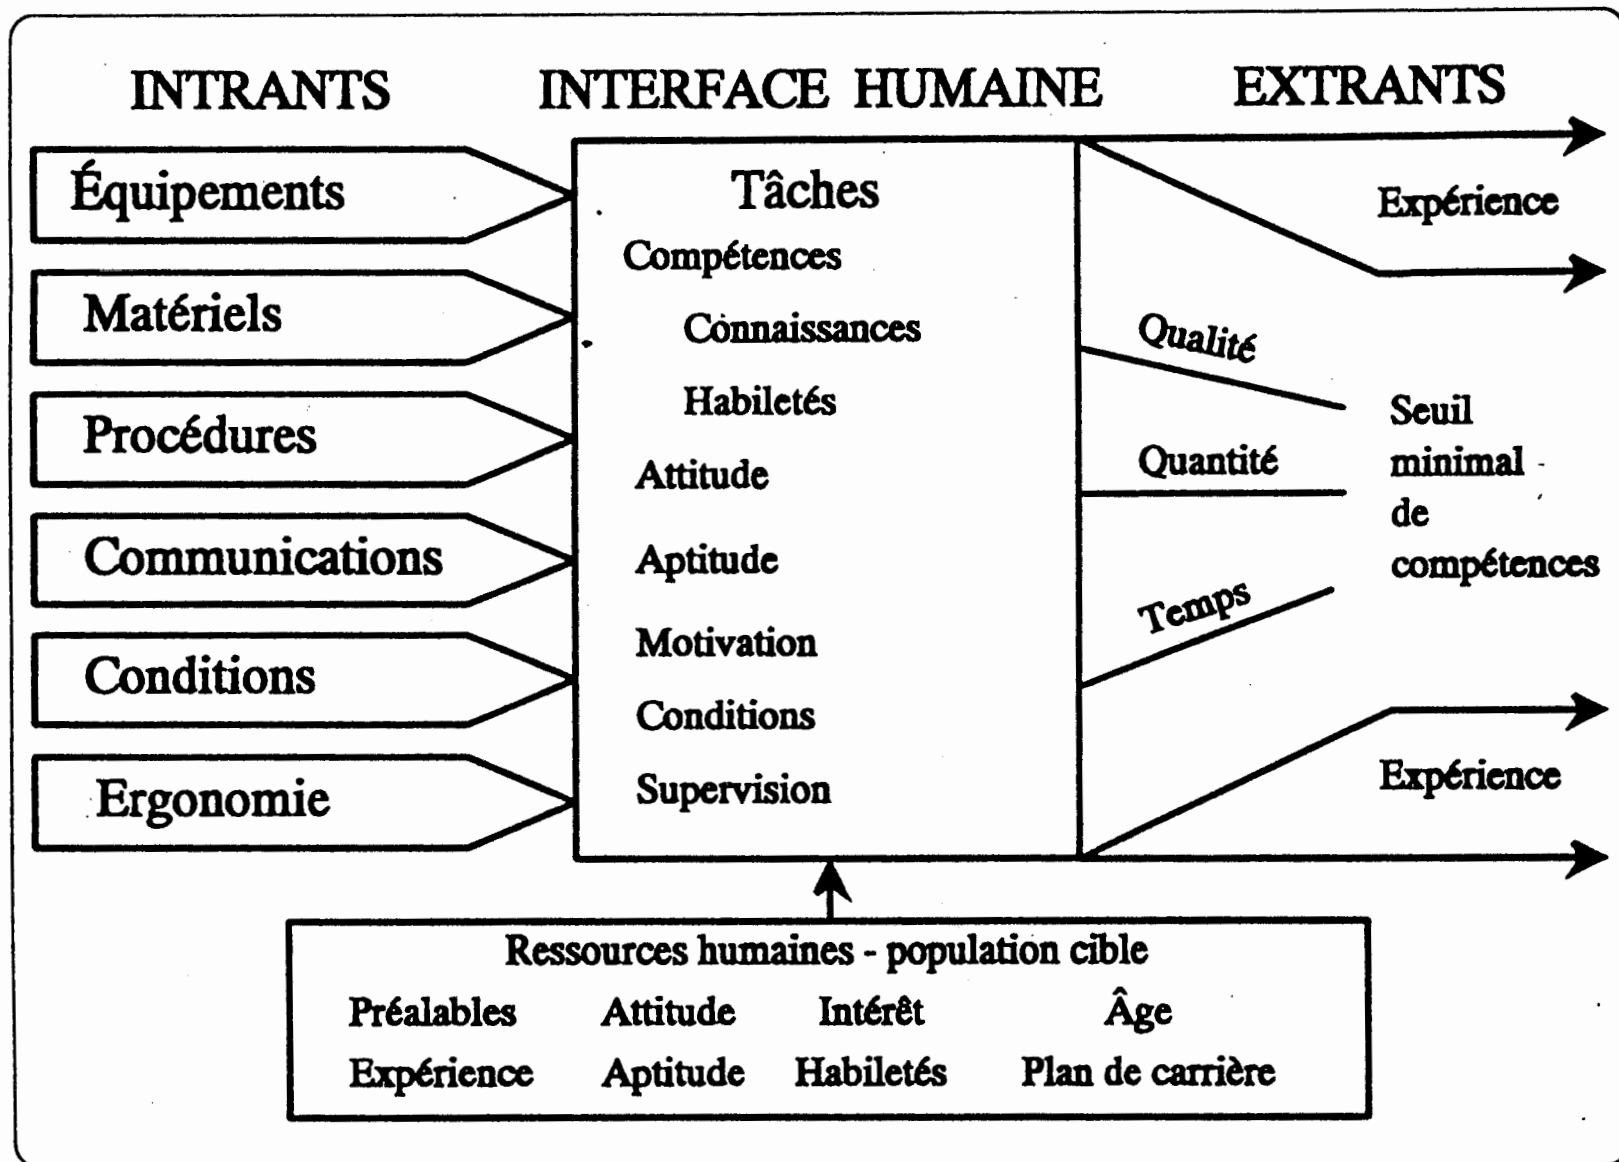 INTRANTS
INTERFACE HUMAINE
EXTRANTS
Équipements
Matériels
Procédures
Communications
Conditions
Ergonomie
Tâches
Compétences
Connaissances
Habiletés
Attitude
Aptitude
Motivation
Conditions
Supervision
Expérience
Qualité
Quantité
Temps
Seuil
minimal
de
compétences
Expérience
Ressources humaines - population cible
Préalables Attitude Intérêt Âge
Expérience Aptitude Habiletés Plan de carrière